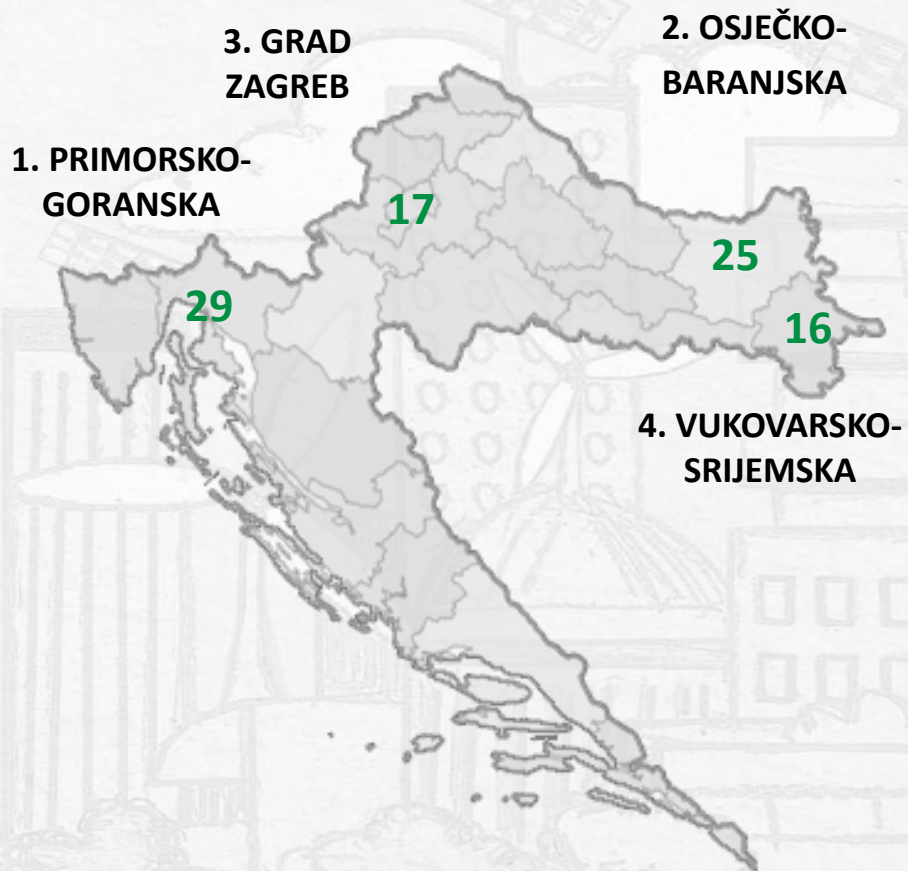 3. GRAD
ZAGREB
2. OSJEČKO-
BARANJSKA
1. PRIMORSKO-
GORANSKA
17
25
29
16
4. VUKOVARSKO-
SRIJEMSKA